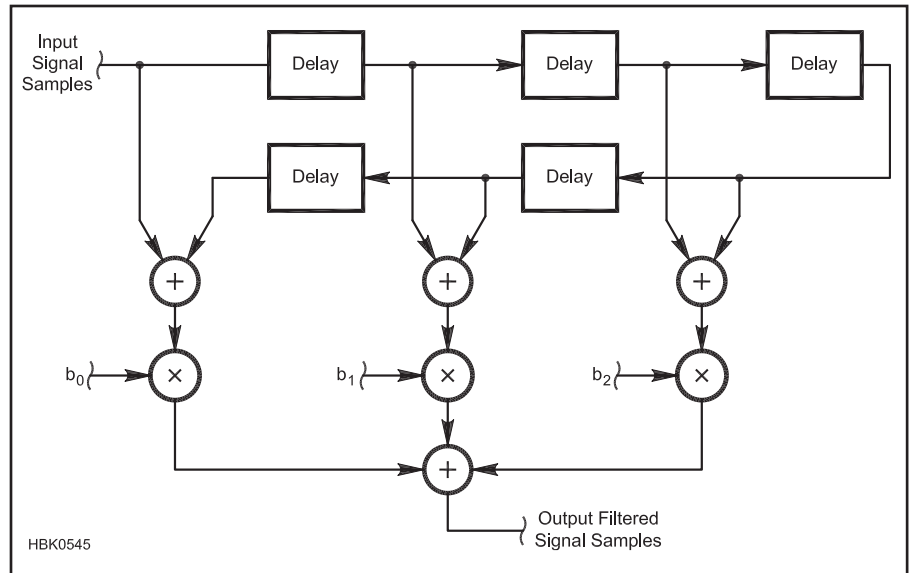 Input
Signal
Samples
Delay
Delay
Delay
Delay
Delay
+
+
+
b0
×
b1
×
b2
×
+
Output Filtered
Signal Samples
HBK0545